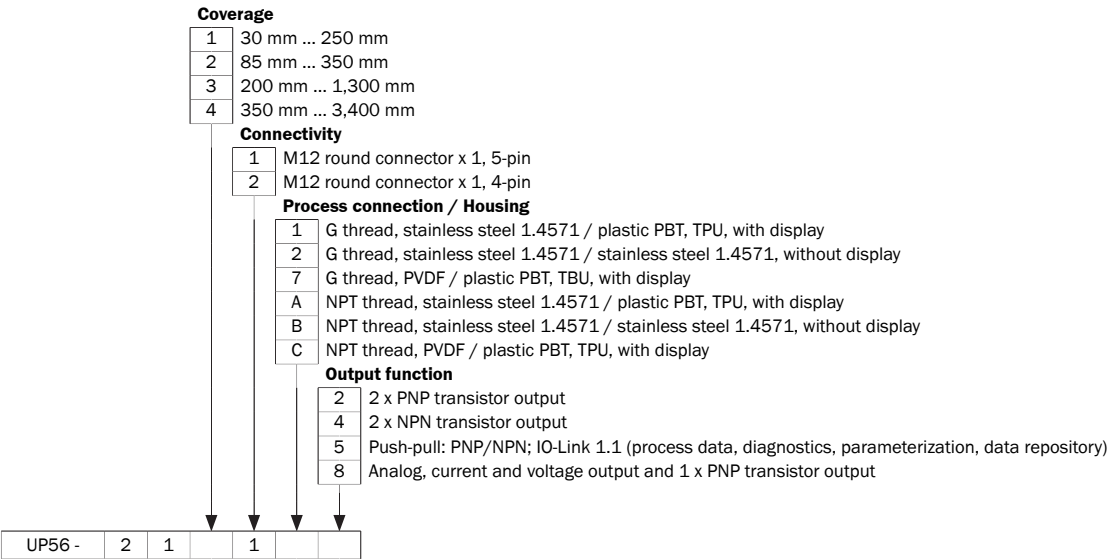 Coverage
1 30 mm ... 250 mm
2 85 mm ... 350 mm
3 200 mm ... 1,300 mm
4 350 mm ... 3,400 mm
Connectivity
1 M12 round connector x 1, 5-pin
2 M12 round connector x 1, 4-pin
Process connection / Housing
1 G thread, stainless steel 1.4571 / plastic PBT, TPU, with display
2 G thread, stainless steel 1.4571 / stainless steel 1.4571, without display
7 G thread, PVDF / plastic PBT, TBU, with display
A NPT thread, stainless steel 1.4571 / plastic PBT, TPU, with display
B NPT thread, stainless steel 1.4571 / stainless steel 1.4571, without display
C NPT thread, PVDF / plastic PBT, TPU, with display
Output function
2 2 x PNP transistor output
4 2 x NPN transistor output
5 Push-pull: PNP/NPN; IO-Link 1.1 (process data, diagnostics, parameterization, data repository)
8 Analog, current and voltage output and 1 x PNP transistor output
UP56 - 2 1 1